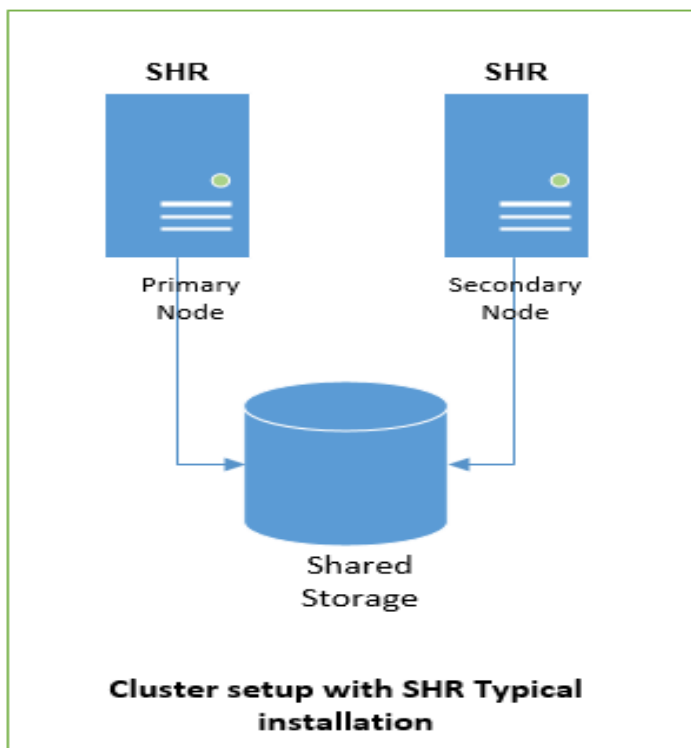 SHR
SHR
Primary
Node
Secondary
Node
Shared
Storage
Cluster setup with SHR Typical
installation